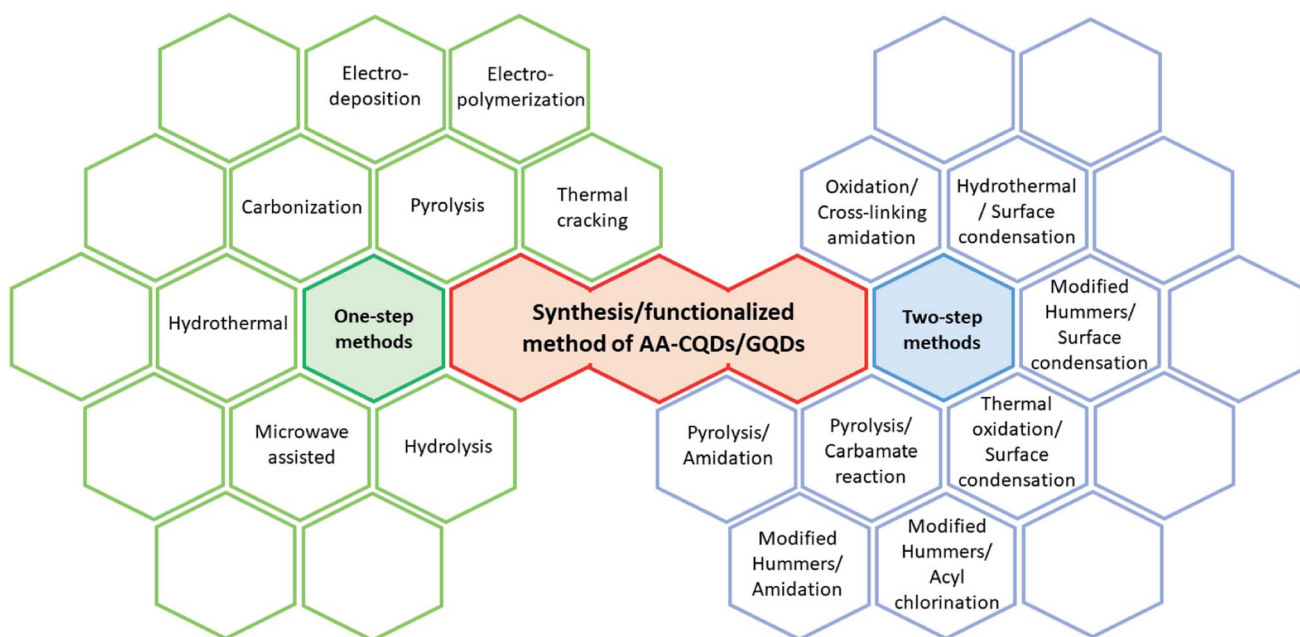 Electro-
deposition
Electro-
polymerization
Carbonization
Pyrolysis
Thermal
cracking
Hydrothermal
One-step
methods
Microwave
assisted
Hydrolysis
Synthesis/functionalized
method of AA-CQDs/GQDs
Oxidation/
Cross-linking
amidation
Hydrothermal
/ Surface
condensation
Two-step
methods
Modified
Hummers/
Surface
condensation
Pyrolysis/
Amidation
Pyrolysis/
Carbamate
reaction
Thermal
oxidation/
Surface
condensation
Modified
Hummers/
Amidation
Modified
Hummers/
Acyl
chlorination